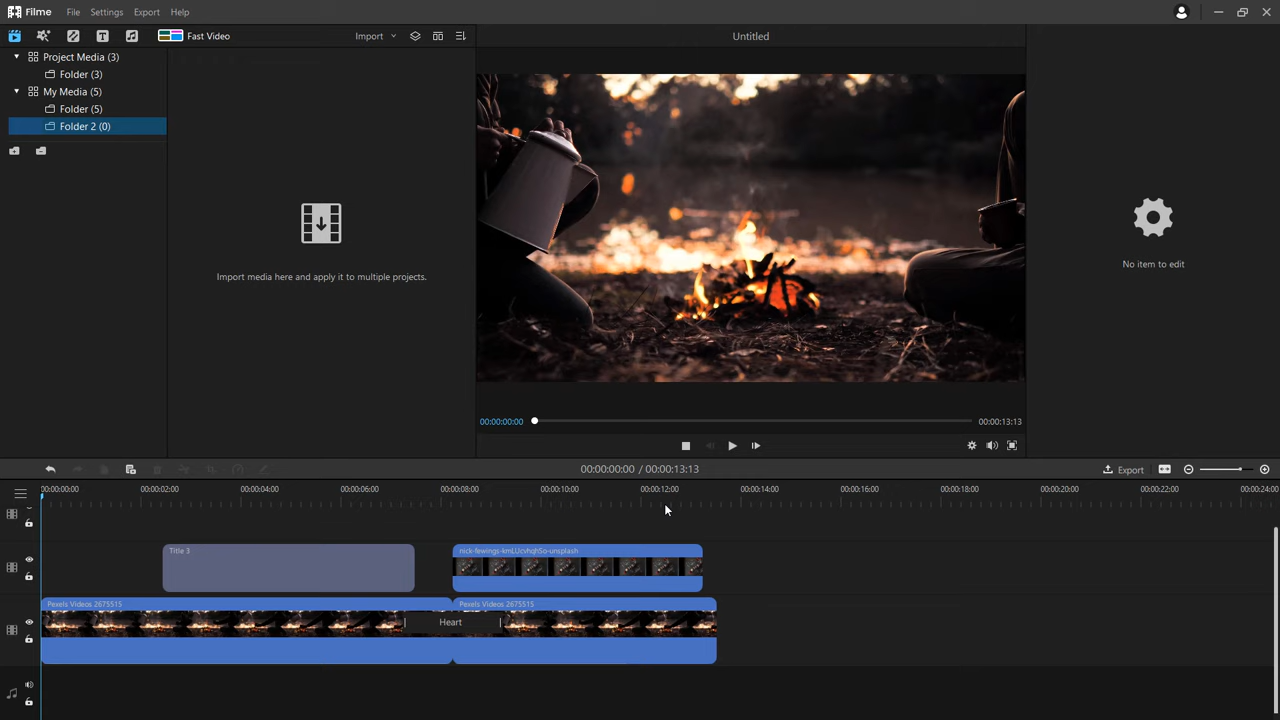 Filme File Settings Export Help
Fast Video Import Untitled
Project Media (3)
Folder (3)
My Media (5)
Folder (5)
Folder 2 (0)
Import media here and apply it to multiple projects.
No item to edit
00:00:00:00 00:00:13:13
00:00:00:00 / 00:00:13:13 Export
00:00:00:00 00:00:02:00 00:00:04:00 00:00:06:00 00:00:08:00 00:00:10:00 00:00:12:00 00:00:14:00 00:00:16:00 00:00:18:00 00:00:20:00 00:00:22:00 00:00:24:00
Title 3 nick-fewings-kmLUcvhqhSo-unsplash
Pexels Videos 2675515 Pexels Videos 2675515
Heart